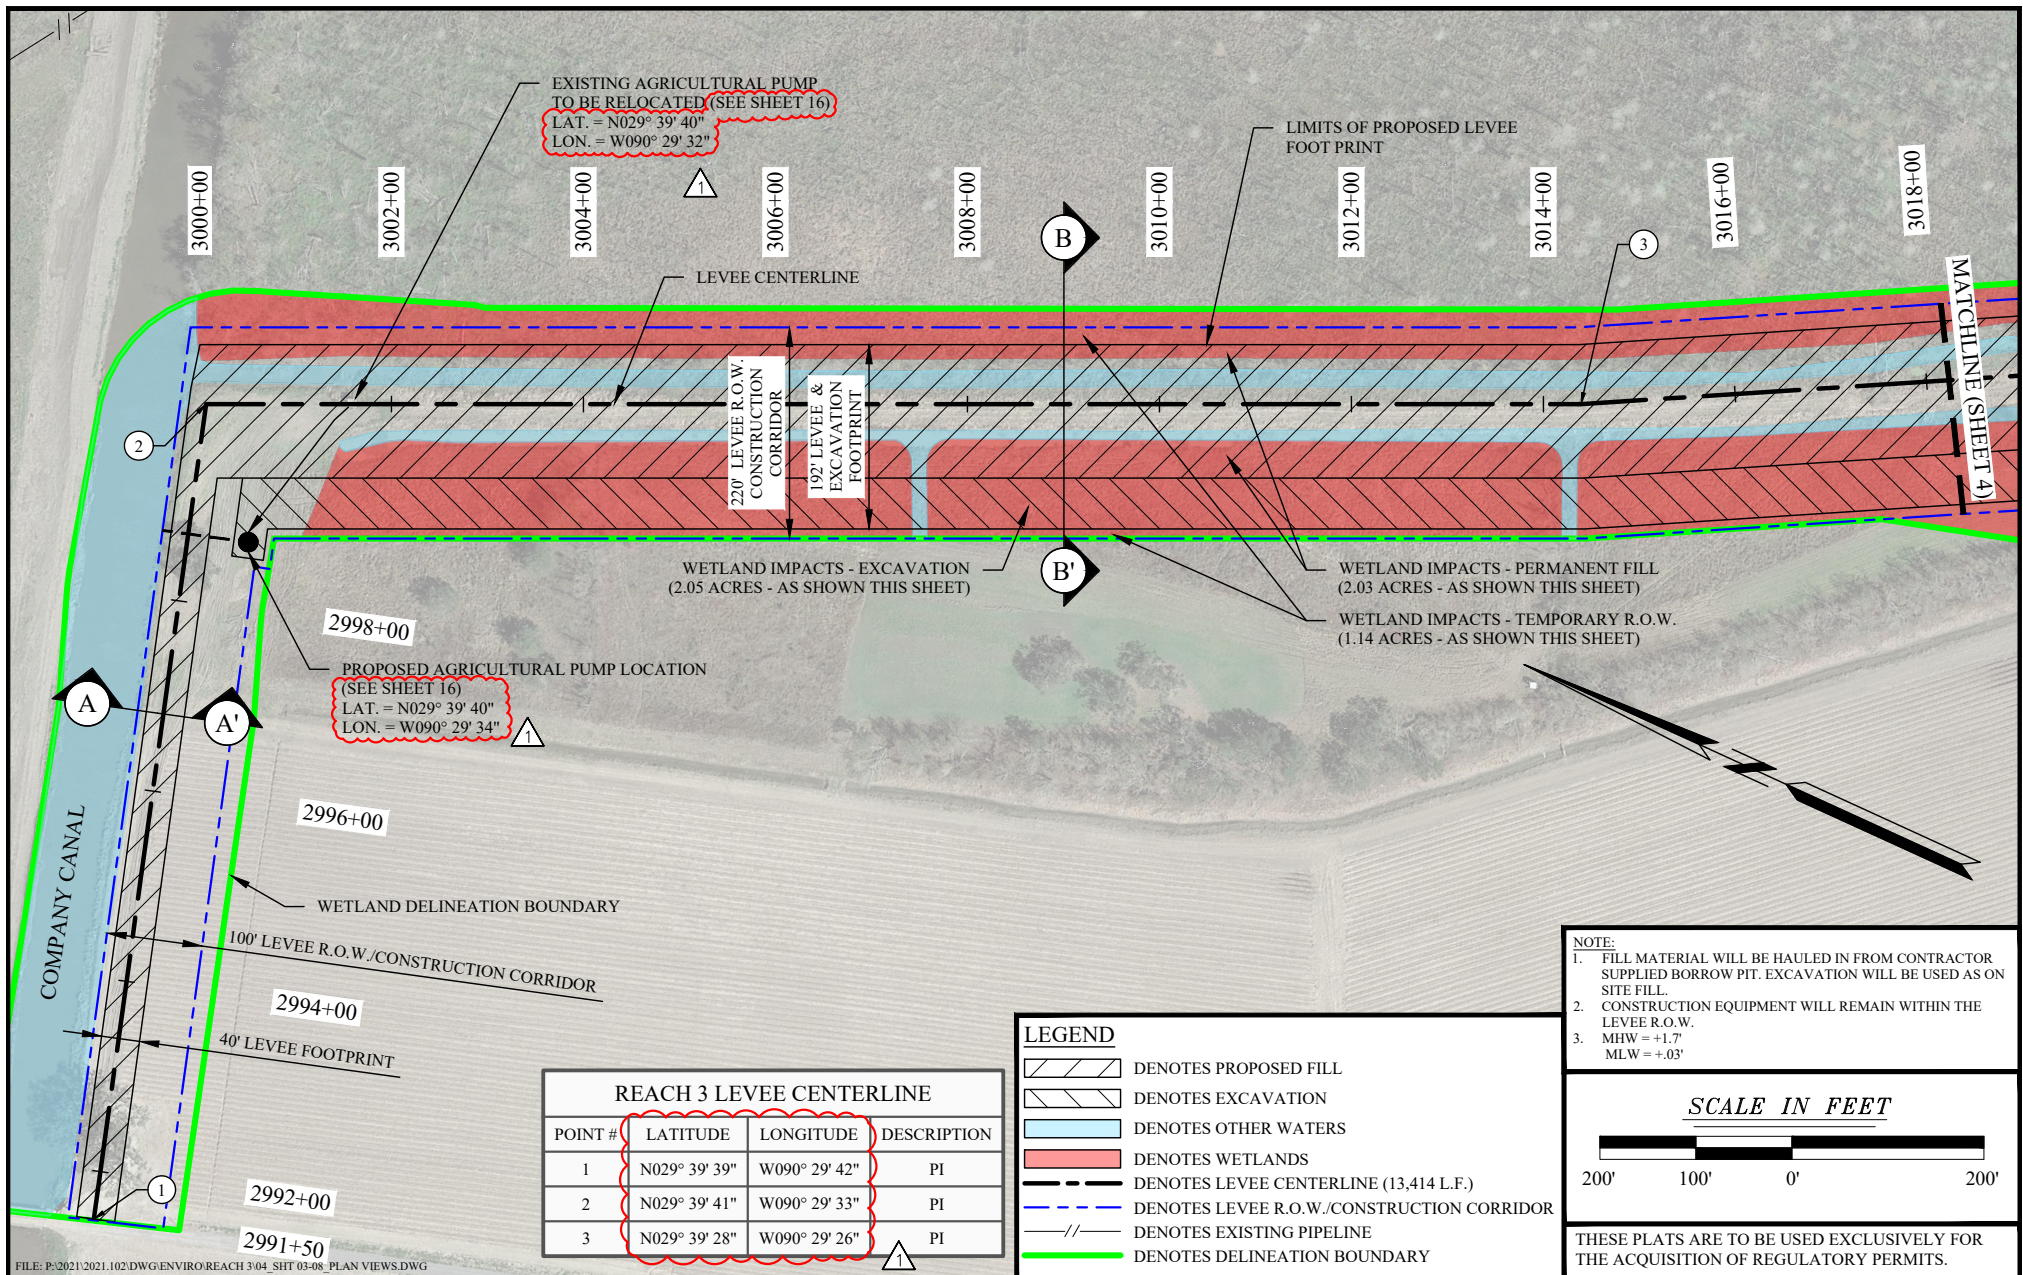 EXISTING AGRICULTURAL PUMP
TO BE RELOCATED (SEE SHEET 16)
LAT. = N029° 39' 40"
LON. = W090° 29' 32"
1
LIMITS OF PROPOSED LEVEE
FOOT PRINT
3000+00
3002+00
3004+00
3006+00
3008+00
3010+00
3012+00
3014+00
3016+00
3018+00
B
3
LEVEE CENTERLINE
MATCHLINE (SHEET 4)
220' LEVEE R.O.W.
CONSTRUCTION
CORRIDOR
192' LEVEE &
EXCAVATION
FOOTPRINT
2
WETLAND IMPACTS - EXCAVATION
(2.05 ACRES - AS SHOWN THIS SHEET)
B'
WETLAND IMPACTS - PERMANENT FILL
(2.03 ACRES - AS SHOWN THIS SHEET)
WETLAND IMPACTS - TEMPORARY R.O.W.
(1.14 ACRES - AS SHOWN THIS SHEET)
2998+00
PROPOSED AGRICULTURAL PUMP LOCATION
(SEE SHEET 16)
LAT. = N029° 39' 40"
LON. = W090° 29' 34"
1
A
A'
2996+00
COMPANY CANAL
WETLAND DELINEATION BOUNDARY
100' LEVEE R.O.W./CONSTRUCTION CORRIDOR
2994+00
40' LEVEE FOOTPRINT
1
2992+00
2991+50
REACH 3 LEVEE CENTERLINE
POINT # LATITUDE LONGITUDE DESCRIPTION
1 N029° 39' 39" W090° 29' 42" PI
2 N029° 39' 41" W090° 29' 33" PI
3 N029° 39' 28" W090° 29' 26" PI
1
LEGEND
DENOTES PROPOSED FILL
DENOTES EXCAVATION
DENOTES OTHER WATERS
DENOTES WETLANDS
DENOTES LEVEE CENTERLINE (13,414 L.F.)
DENOTES LEVEE R.O.W./CONSTRUCTION CORRIDOR
DENOTES EXISTING PIPELINE
DENOTES DELINEATION BOUNDARY
NOTE:
1. FILL MATERIAL WILL BE HAULED IN FROM CONTRACTOR
SUPPLIED BORROW PIT. EXCAVATION WILL BE USED AS ON
SITE FILL.
2. CONSTRUCTION EQUIPMENT WILL REMAIN WITHIN THE
LEVEE R.O.W.
3. MHW = +1.7'
MLW = +.03'
SCALE IN FEET
200' 100' 0' 200'
THESE PLATS ARE TO BE USED EXCLUSIVELY FOR
THE ACQUISITION OF REGULATORY PERMITS.
FILE: P:\2021\2021.102\DWG\ENVIRO\REACH 3\04_SHT 03-08_PLAN VIEWS.DWG